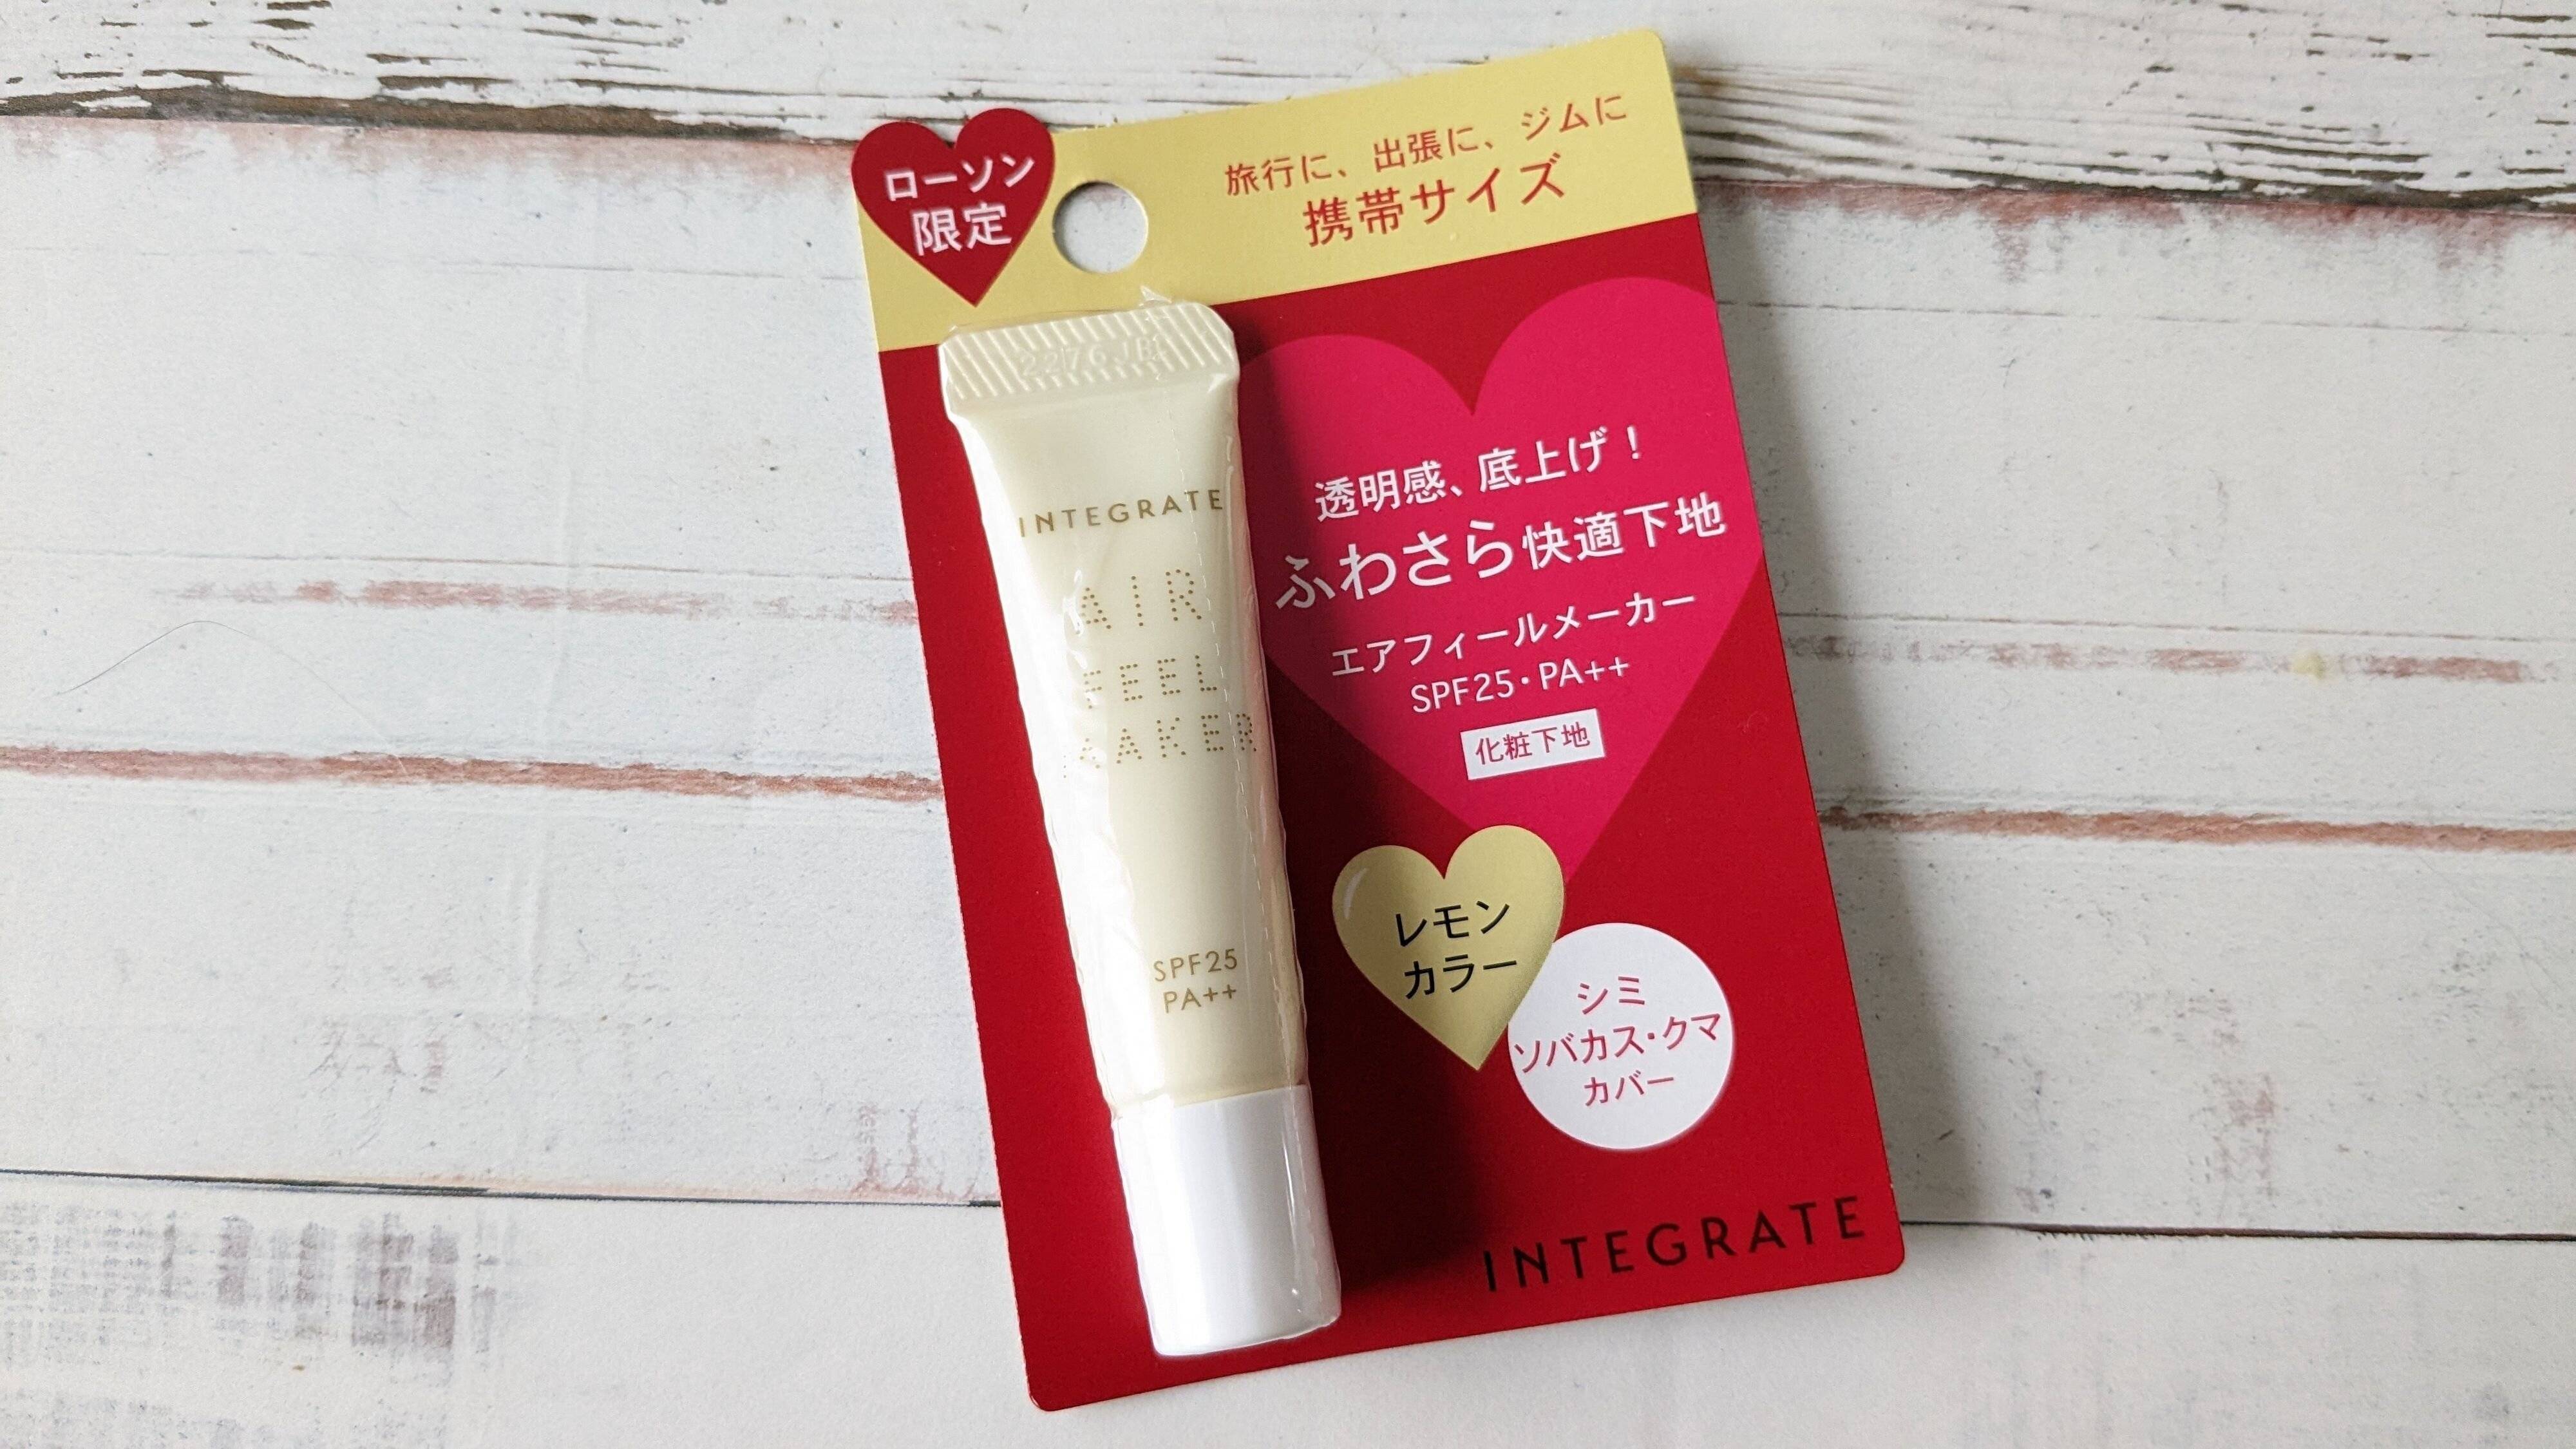 ローソン
限定
旅行に、出張に、ジムに
携帯サイズ
透明感、底上げ！
ふわさら快適下地
エアフィールメーカー
SPF25・PA++
化粧下地
レモン
カラー
シミ
ソバカス・クマ
カバー
INTEGRATE
INTEGRATE
AIR
FEEL
MAKER
SPF25
PA++